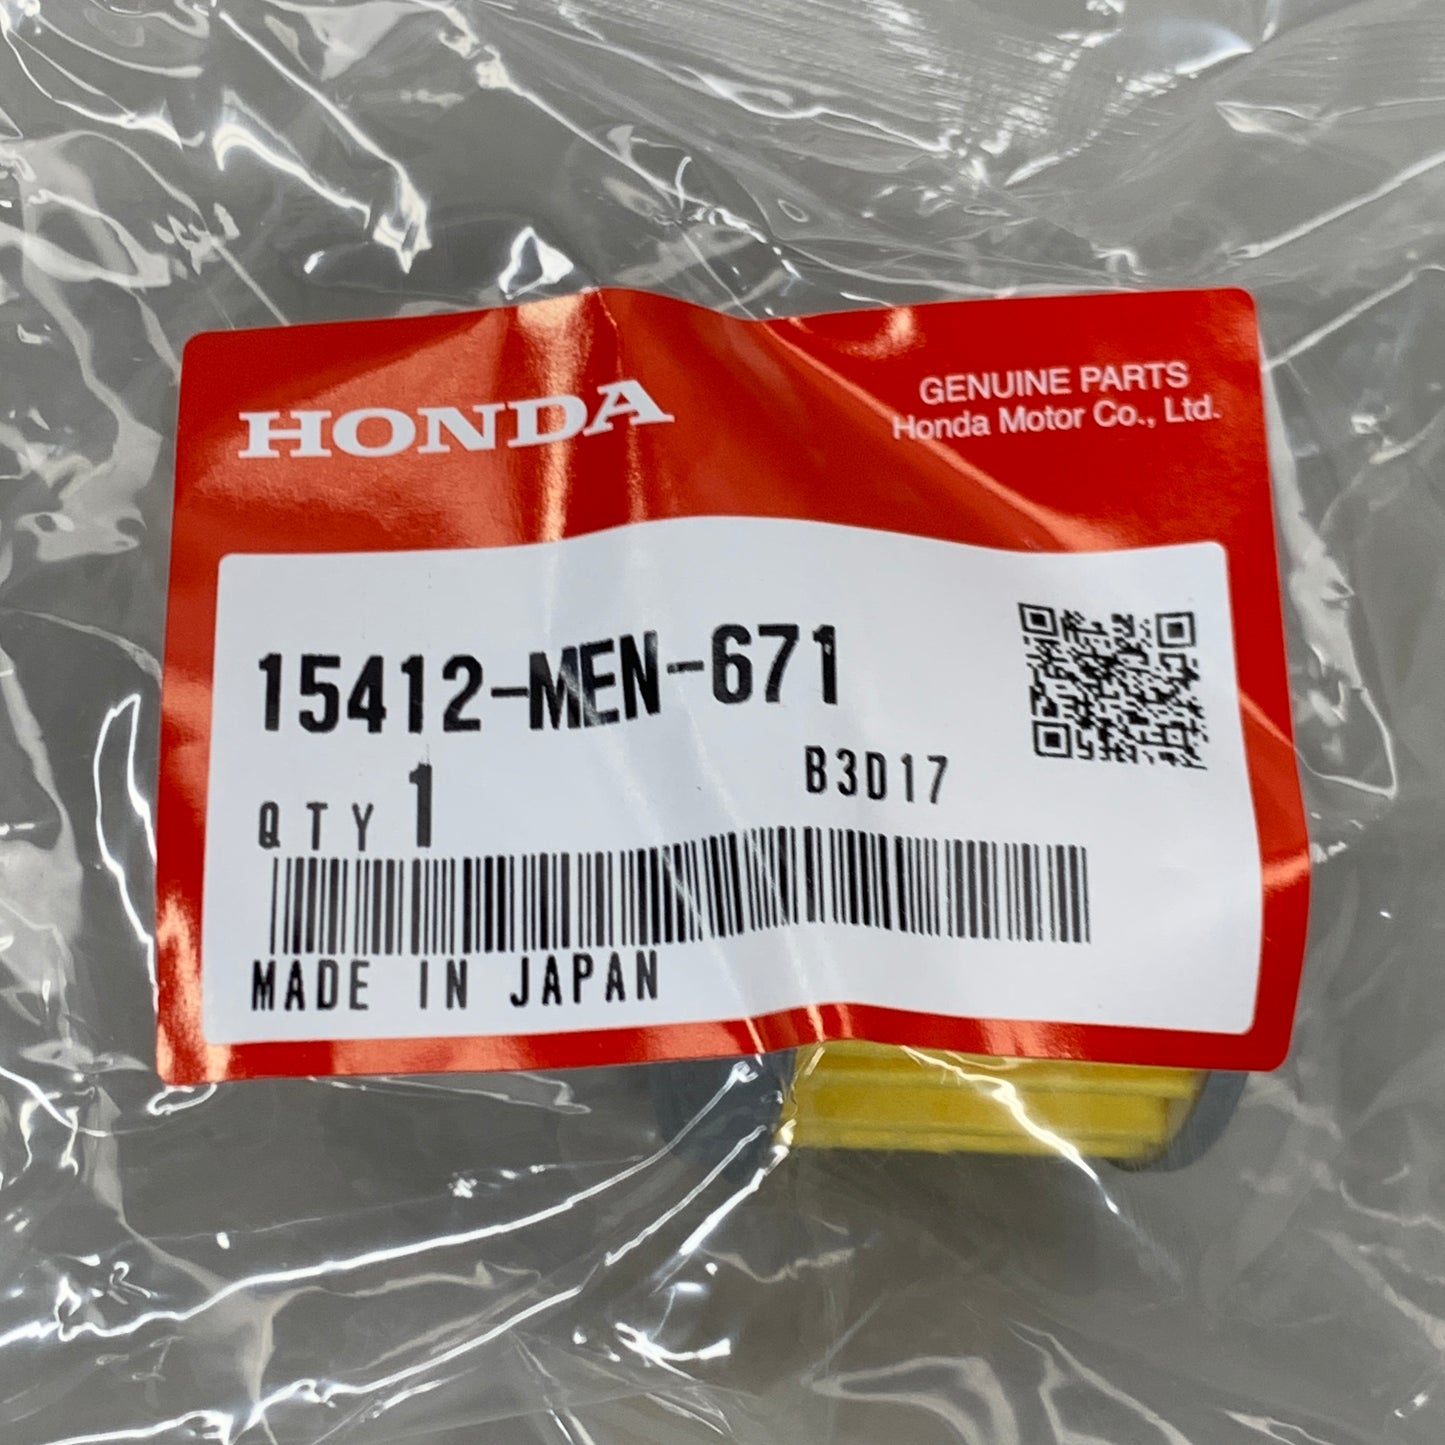 HONDA
GENUINE PARTS
Honda Motor Co., Ltd.
15412-MEN-671
QTY 1
B3D17
MADE IN JAPAN